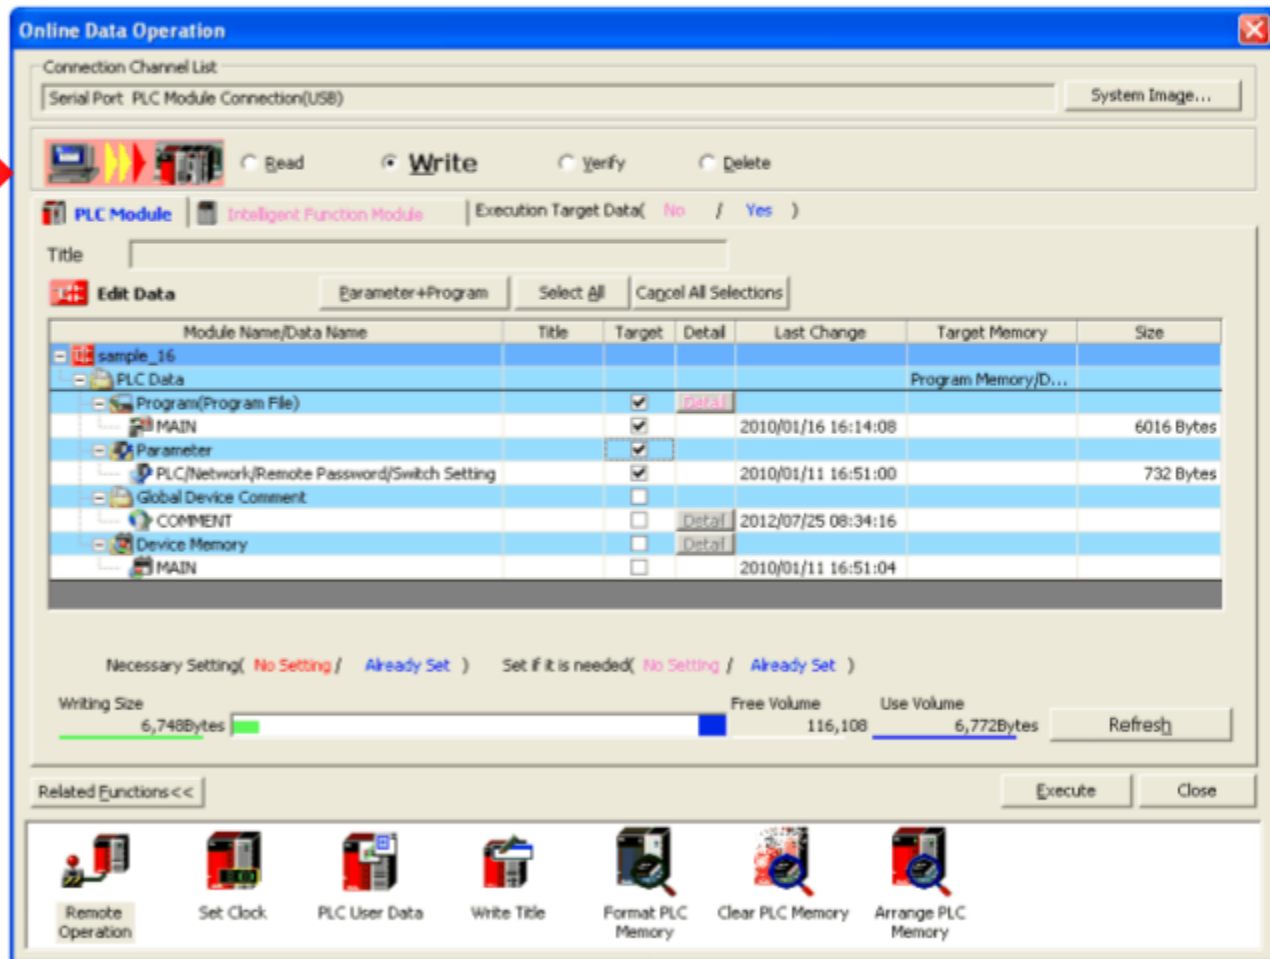 Online Data Operation
Connection Channel List
Serial Port PLC Module Connection(USB)
System Image...
Read Write Verify Delete
PLC Module Intelligent Function Module Execution Target Data( No / Yes )
Title
Edit Data Parameter+Program Select All Cancel All Selections
Module Name/Data Name Title Target Detail Last Change Target Memory Size
sample_16
PLC Data Program Memory/D...
Program(Program File) Detail
MAIN 2010/01/16 16:14:08 6016 Bytes
Parameter
PLC/Network/Remote Password/Switch Setting 2010/01/11 16:51:00 732 Bytes
Global Device Comment
COMMENT Detail 2012/07/25 08:34:16
Device Memory Detail
MAIN 2010/01/11 16:51:04
Necessary Setting( No Setting / Already Set ) Set if it is needed( No Setting / Already Set )
Writing Size Free Volume Use Volume
6,748Bytes 116,108 6,772Bytes Refresh
Related Functions<< Execute Close
Remote Operation
Set Clock
PLC User Data
Write Title
Format PLC Memory
Clear PLC Memory
Arrange PLC Memory